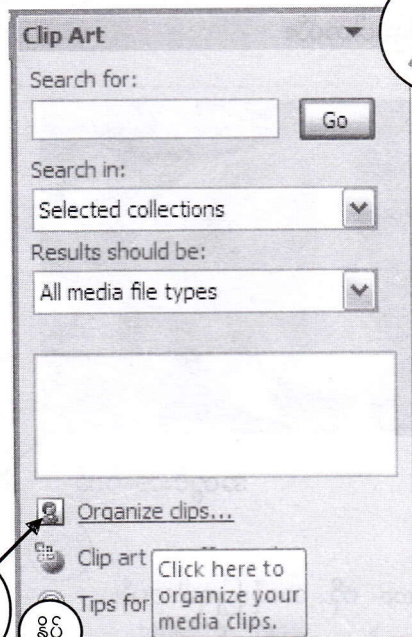 Clip Art
Search for:
Go
Search in:
Selected collections
Results should be:
All media file types
Organize clips...
Clip art
Click here to
organize your
media clips.
Tips for